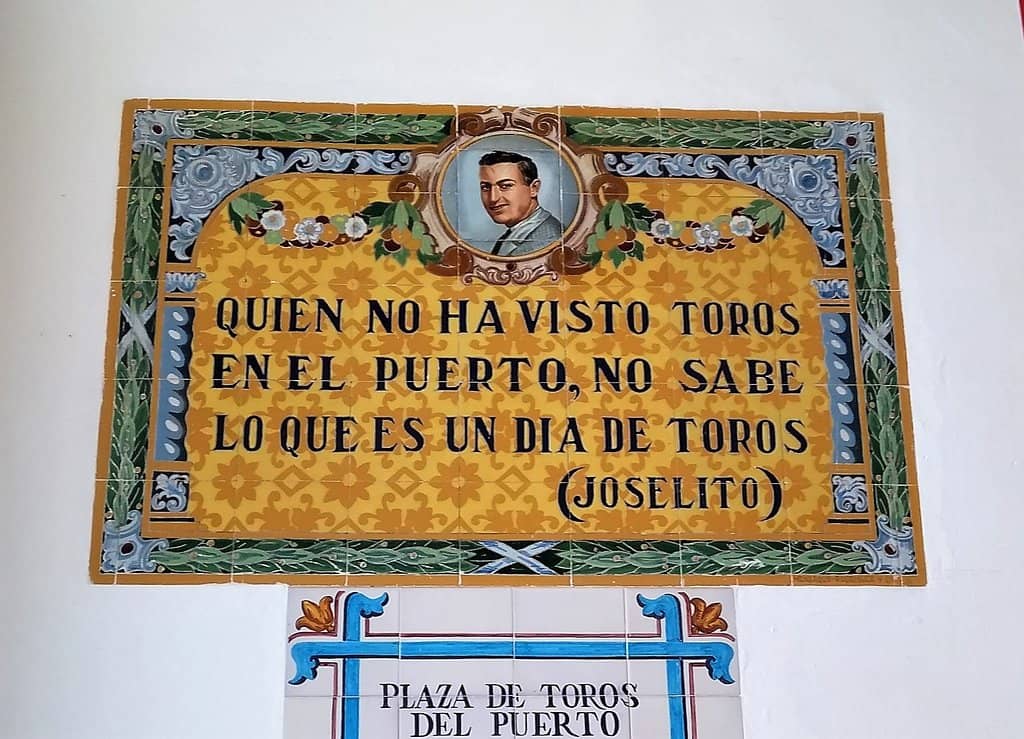 QUIEN NO HA VISTO TOROS
EN EL PUERTO, NO SABE
LO QUE ES UN DIA DE TOROS
(JOSELITO)
PLAZA DE TOROS
DEL PUERTO